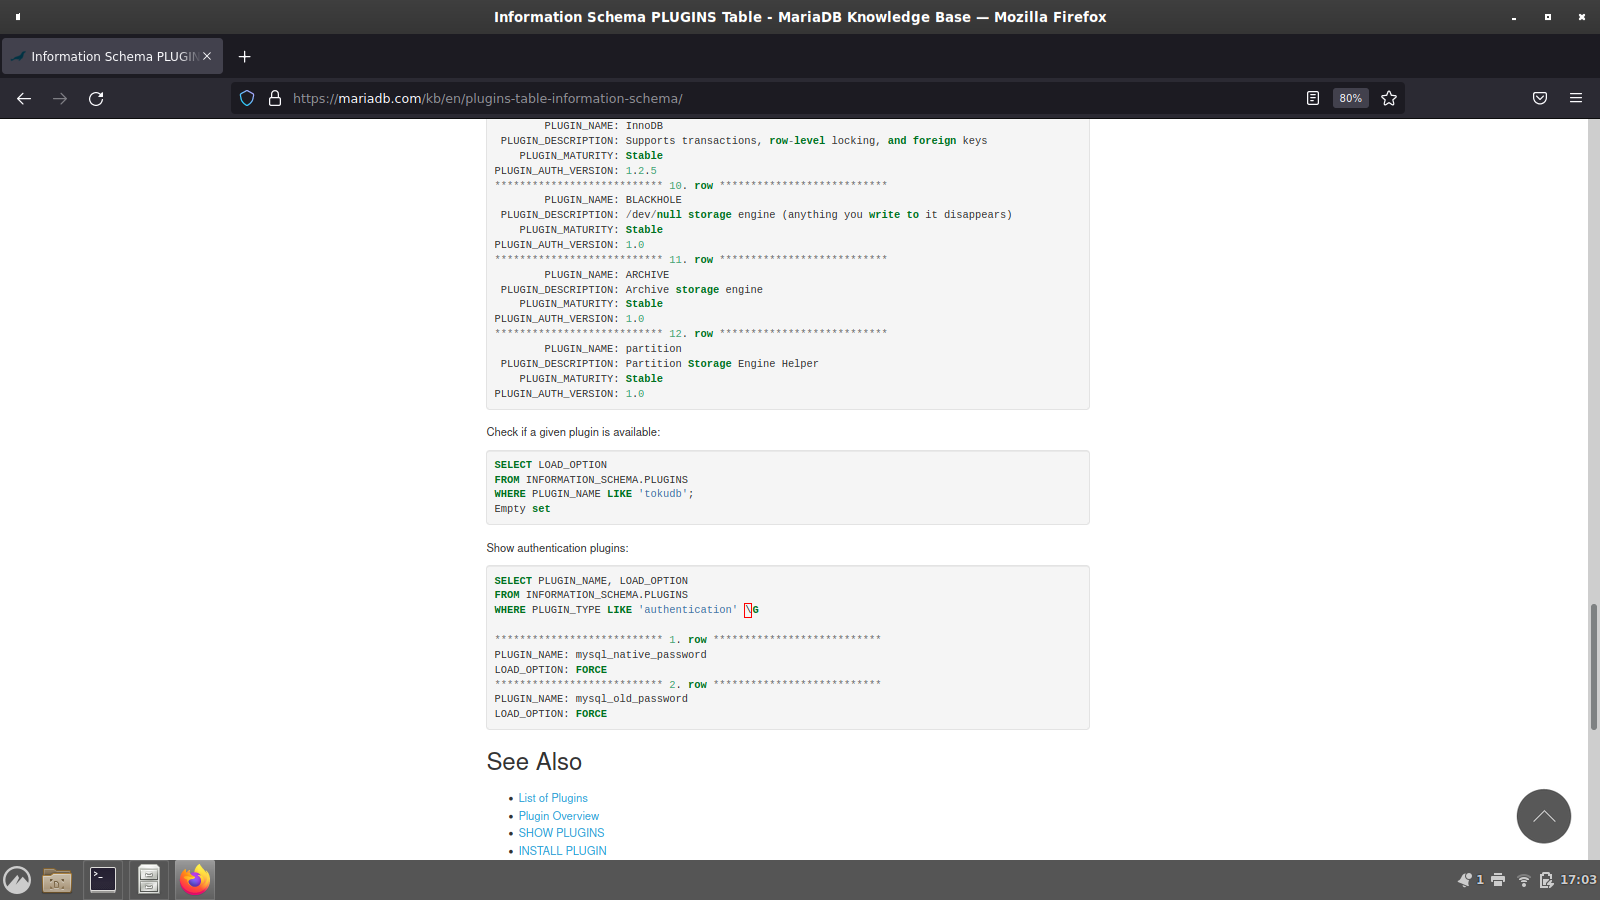 Information Schema PLUGINS Table - MariaDB Knowledge Base — Mozilla Firefox
Information Schema PLUGIN
https://mariadb.com/kb/en/plugins-table-information-schema/
80%
PLUGIN_NAME: InnoDB
PLUGIN_DESCRIPTION: Supports transactions, row-level locking, and foreign keys
PLUGIN_MATURITY: Stable
PLUGIN_AUTH_VERSION: 1.2.5
*************************** 10. row ***************************
PLUGIN_NAME: BLACKHOLE
PLUGIN_DESCRIPTION: /dev/null storage engine (anything you write to it disappears)
PLUGIN_MATURITY: Stable
PLUGIN_AUTH_VERSION: 1.0
*************************** 11. row ***************************
PLUGIN_NAME: ARCHIVE
PLUGIN_DESCRIPTION: Archive storage engine
PLUGIN_MATURITY: Stable
PLUGIN_AUTH_VERSION: 1.0
*************************** 12. row ***************************
PLUGIN_NAME: partition
PLUGIN_DESCRIPTION: Partition Storage Engine Helper
PLUGIN_MATURITY: Stable
PLUGIN_AUTH_VERSION: 1.0
Check if a given plugin is available:
SELECT LOAD_OPTION
FROM INFORMATION_SCHEMA.PLUGINS
WHERE PLUGIN_NAME LIKE 'tokudb';
Empty set
Show authentication plugins:
SELECT PLUGIN_NAME, LOAD_OPTION
FROM INFORMATION_SCHEMA.PLUGINS
WHERE PLUGIN_TYPE LIKE 'authentication' \G
*************************** 1. row ***************************
PLUGIN_NAME: mysql_native_password
LOAD_OPTION: FORCE
*************************** 2. row ***************************
PLUGIN_NAME: mysql_old_password
LOAD_OPTION: FORCE
See Also
• List of Plugins
• Plugin Overview
• SHOW PLUGINS
• INSTALL PLUGIN
1
17:03